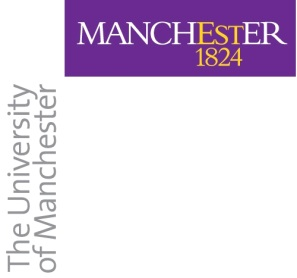 MANCHEStER
1824
The University
of Manchester